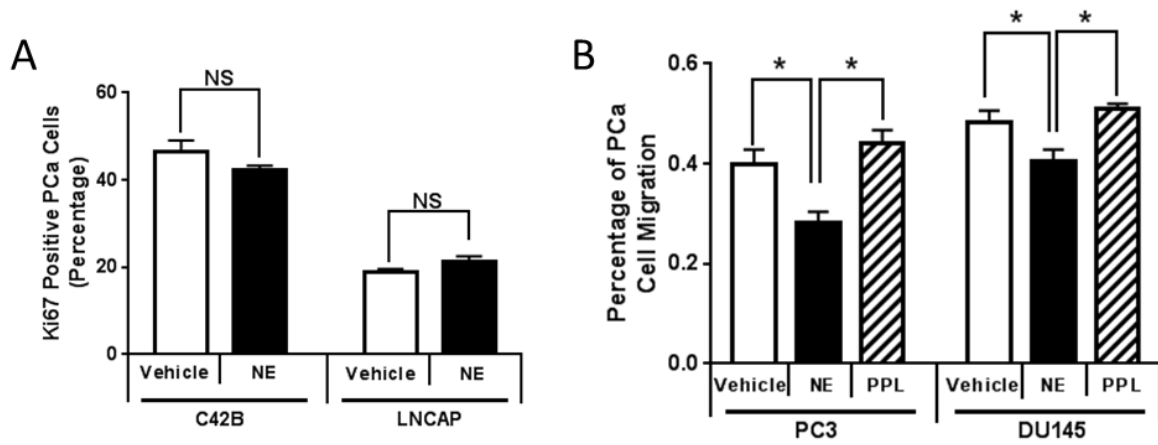 A
Ki67 Positive PCa Cells
(Percentage)
60
40
20
0
NS
NS
Vehicle NE Vehicle NE
C42B LNCAP
B
Percentage of PCa
Cell Migration
0.6
0.4
0.2
0.0
* * * *
Vehicle NE PPL Vehicle NE PPL
PC3 DU145